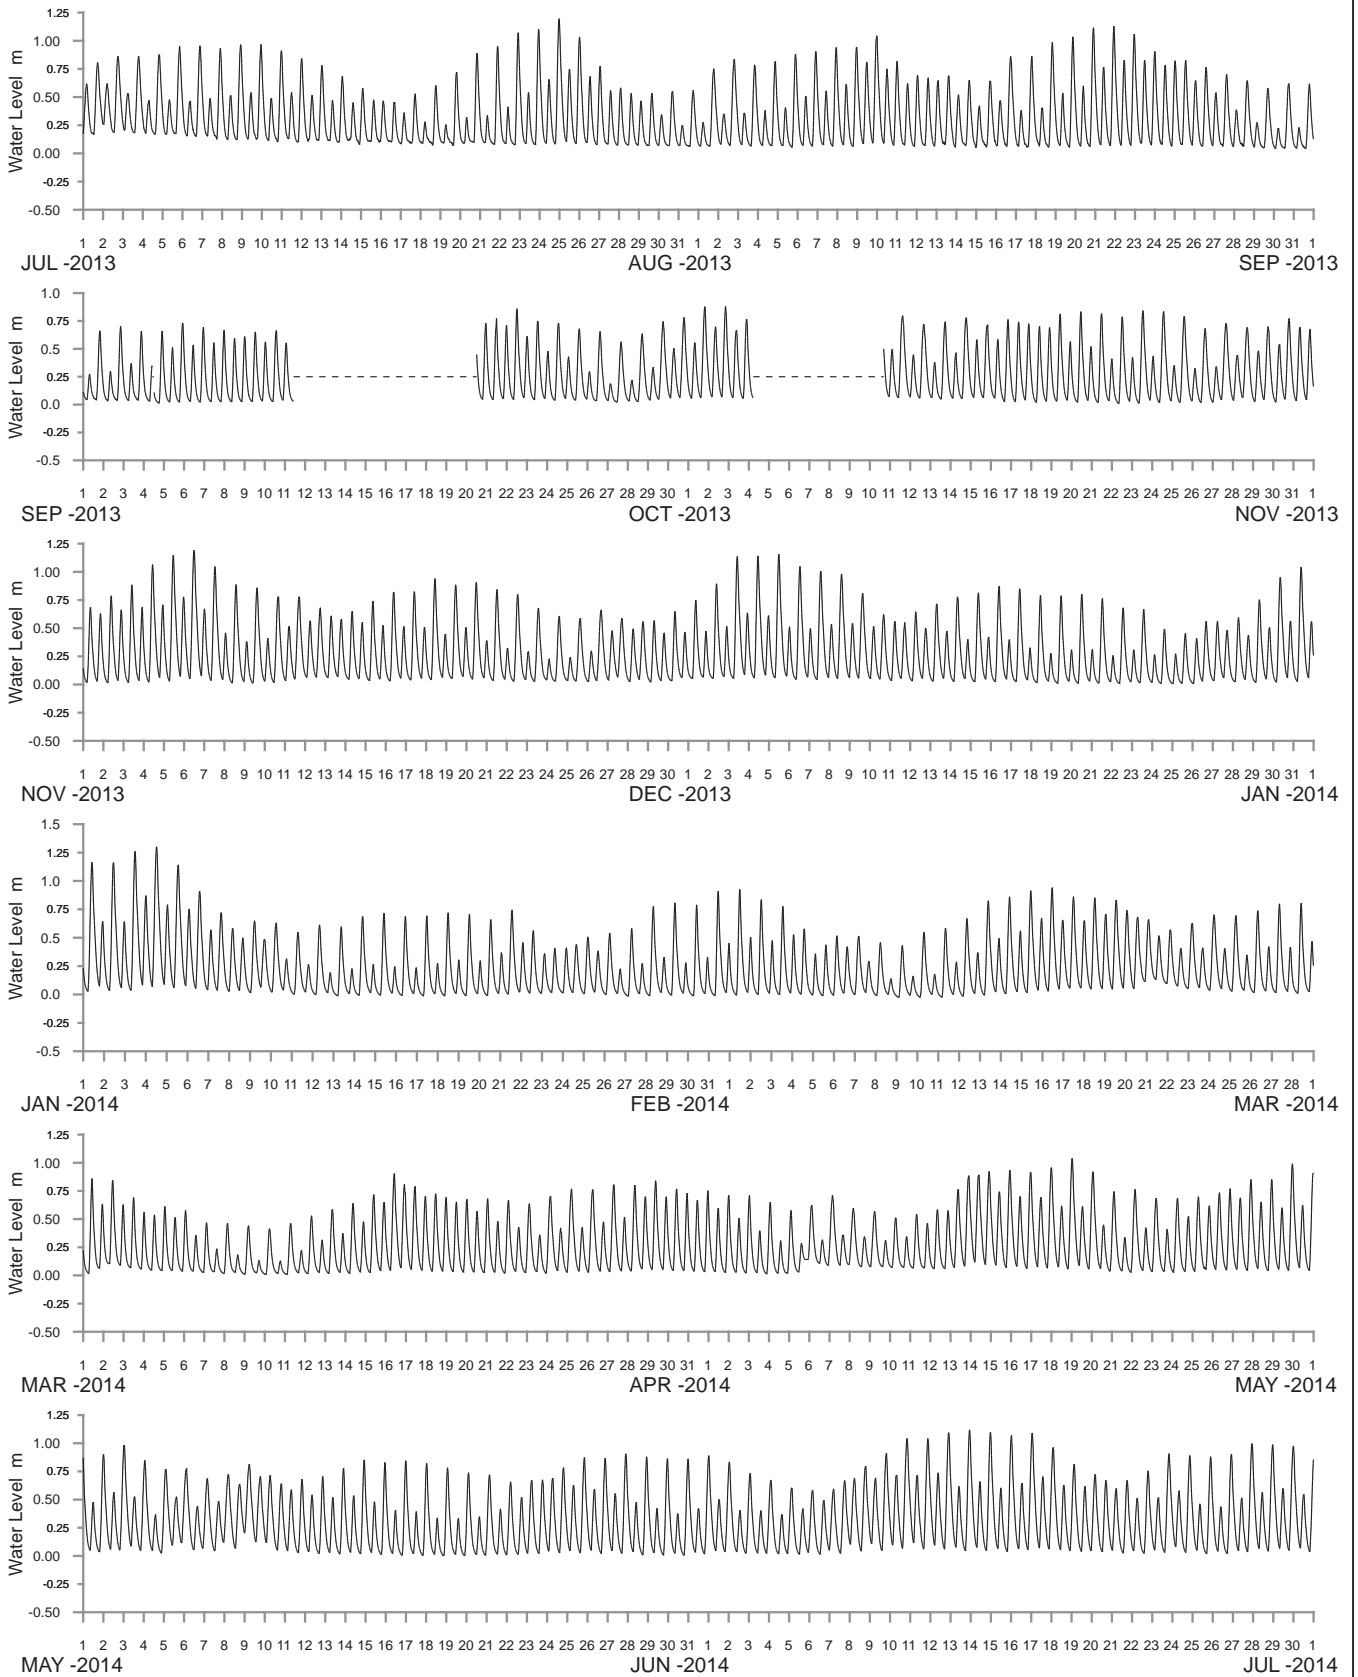 Water Level m
1.25
1.00
0.75
0.50
0.25
0.00
-0.25
-0.50
1 2 3 4 5 6 7 8 9 10 11 12 13 14 15 16 17 18 19 20 21 22 23 24 25 26 27 28 29 30 31 1 2 3 4 5 6 7 8 9 10 11 12 13 14 15 16 17 18 19 20 21 22 23 24 25 26 27 28 29 30 31 1
JUL -2013 AUG -2013 SEP -2013
Water Level m
1.0
0.75
0.5
0.25
0.0
-0.25
-0.5
1 2 3 4 5 6 7 8 9 10 11 12 13 14 15 16 17 18 19 20 21 22 23 24 25 26 27 28 29 30 1 2 3 4 5 6 7 8 9 10 11 12 13 14 15 16 17 18 19 20 21 22 23 24 25 26 27 28 29 30 31 1
SEP -2013 OCT -2013 NOV -2013
Water Level m
1.25
1.00
0.75
0.50
0.25
0.00
-0.25
-0.50
1 2 3 4 5 6 7 8 9 10 11 12 13 14 15 16 17 18 19 20 21 22 23 24 25 26 27 28 29 30 1 2 3 4 5 6 7 8 9 10 11 12 13 14 15 16 17 18 19 20 21 22 23 24 25 26 27 28 29 30 31 1
NOV -2013 DEC -2013 JAN -2014
Water Level m
1.5
1.25
1.0
0.75
0.5
0.25
0.0
-0.25
-0.5
1 2 3 4 5 6 7 8 9 10 11 12 13 14 15 16 17 18 19 20 21 22 23 24 25 26 27 28 29 30 31 1 2 3 4 5 6 7 8 9 10 11 12 13 14 15 16 17 18 19 20 21 22 23 24 25 26 27 28 1
JAN -2014 FEB -2014 MAR -2014
Water Level m
1.25
1.00
0.75
0.50
0.25
0.00
-0.25
-0.50
1 2 3 4 5 6 7 8 9 10 11 12 13 14 15 16 17 18 19 20 21 22 23 24 25 26 27 28 29 30 31 1 2 3 4 5 6 7 8 9 10 11 12 13 14 15 16 17 18 19 20 21 22 23 24 25 26 27 28 29 30 1
MAR -2014 APR -2014 MAY -2014
Water Level m
1.25
1.00
0.75
0.50
0.25
0.00
-0.25
-0.50
1 2 3 4 5 6 7 8 9 10 11 12 13 14 15 16 17 18 19 20 21 22 23 24 25 26 27 28 29 30 31 1 2 3 4 5 6 7 8 9 10 11 12 13 14 15 16 17 18 19 20 21 22 23 24 25 26 27 28 29 30 1
MAY -2014 JUN -2014 JUL -2014